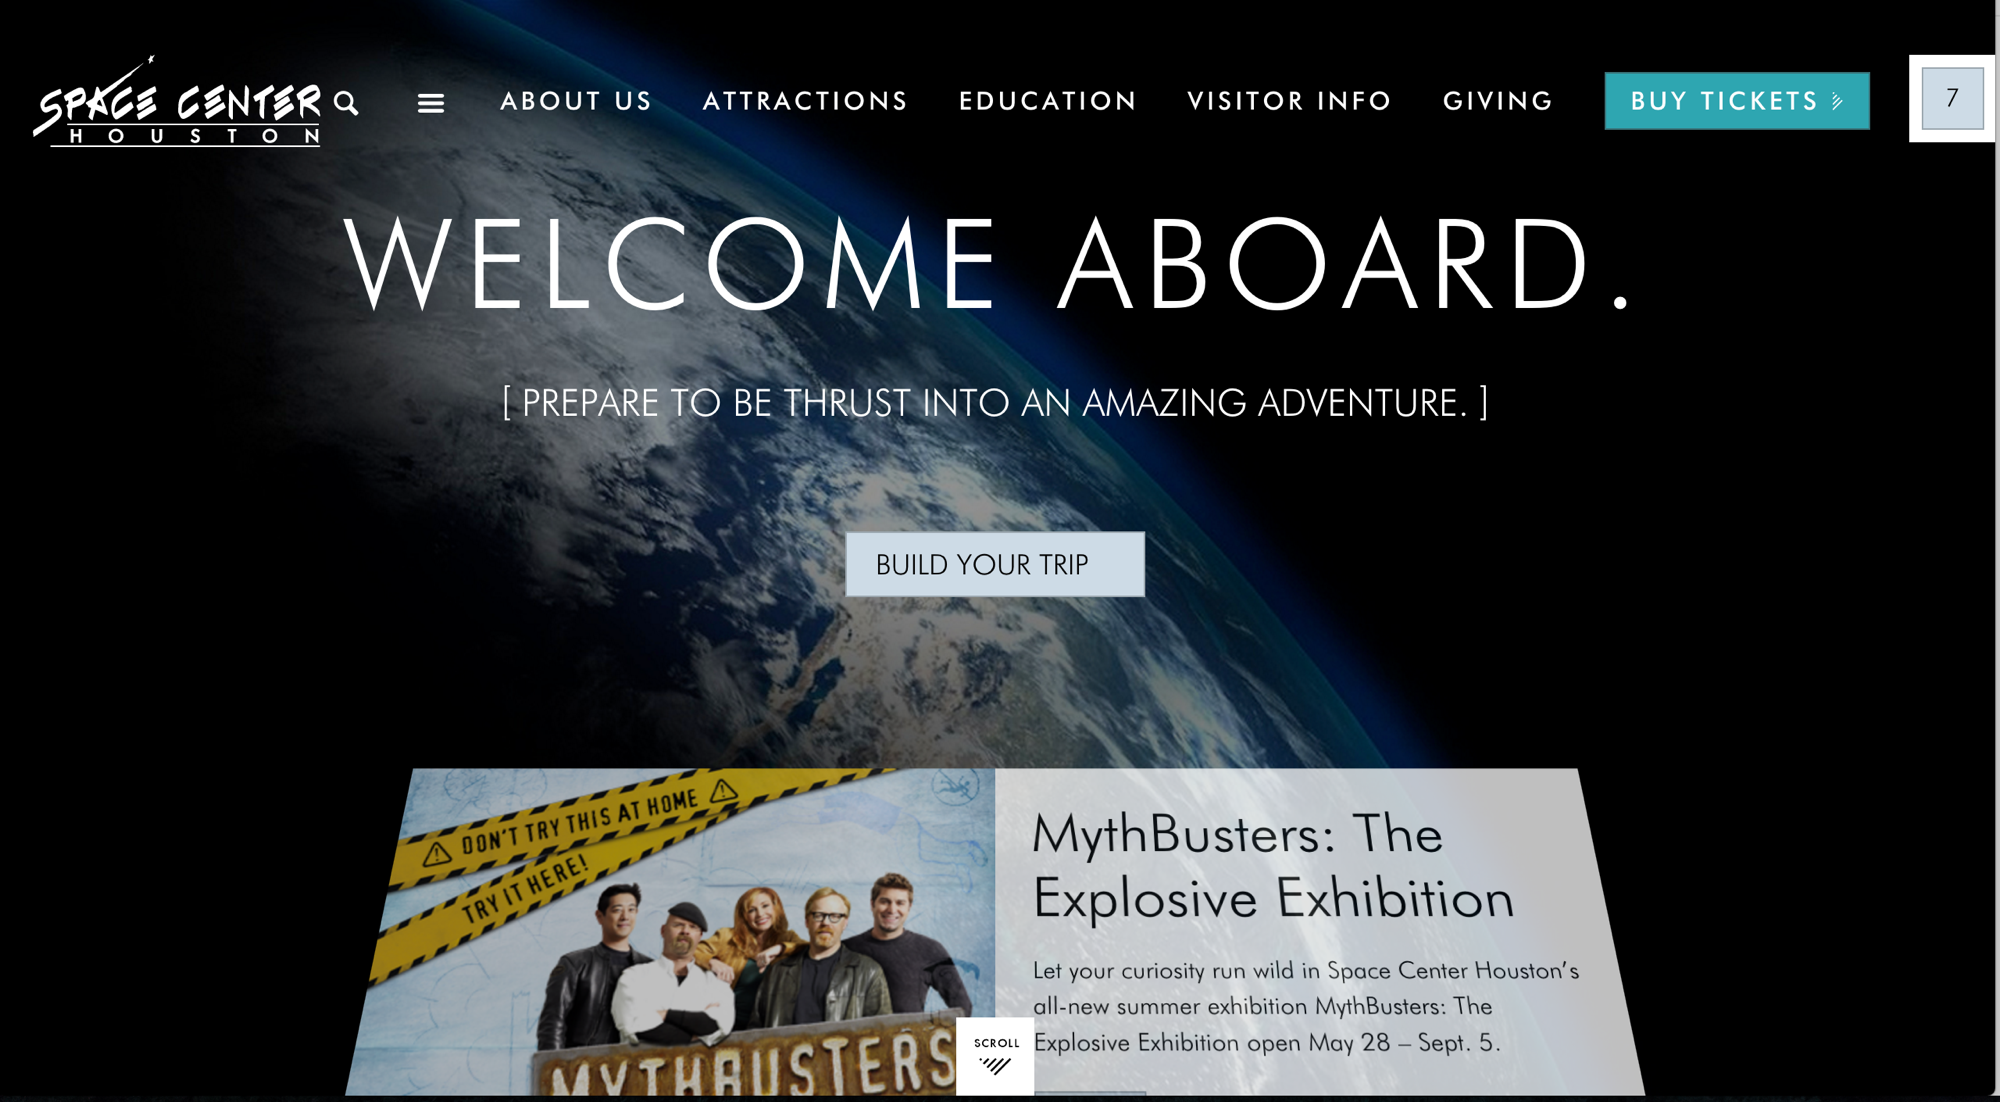 SPACE CENTER
HOUSTON
ABOUT US
ATTRACTIONS
EDUCATION
VISITOR INFO
GIVING
BUY TICKETS
7
WELCOME ABOARD.
[ PREPARE TO BE THRUST INTO AN AMAZING ADVENTURE. ]
BUILD YOUR TRIP
DON'T TRY THIS AT HOME
TRY IT HERE!
MYTHBUSTERS
MythBusters: The
Explosive Exhibition
Let your curiosity run wild in Space Center Houston's
all-new summer exhibition MythBusters: The
Explosive Exhibition open May 28 – Sept. 5.
SCROLL